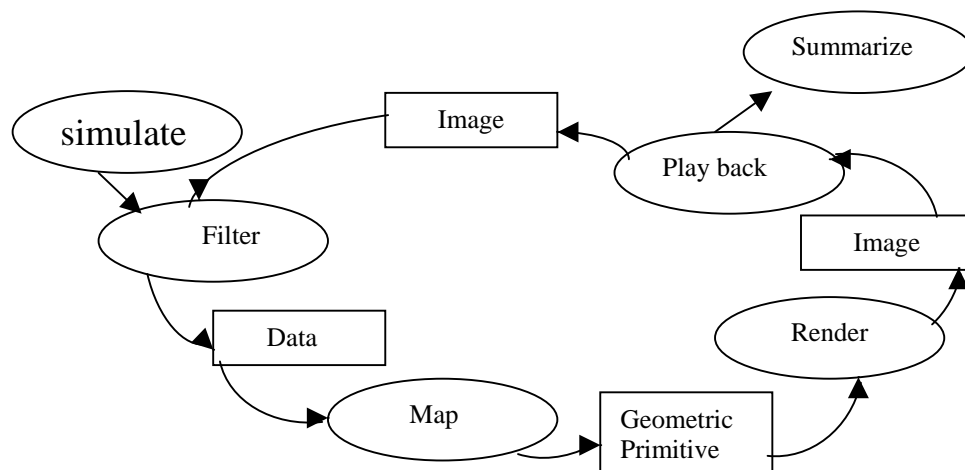 Summarize
Image
simulate
Play back
Filter
Image
Data
Render
Map
Geometric
Primitive